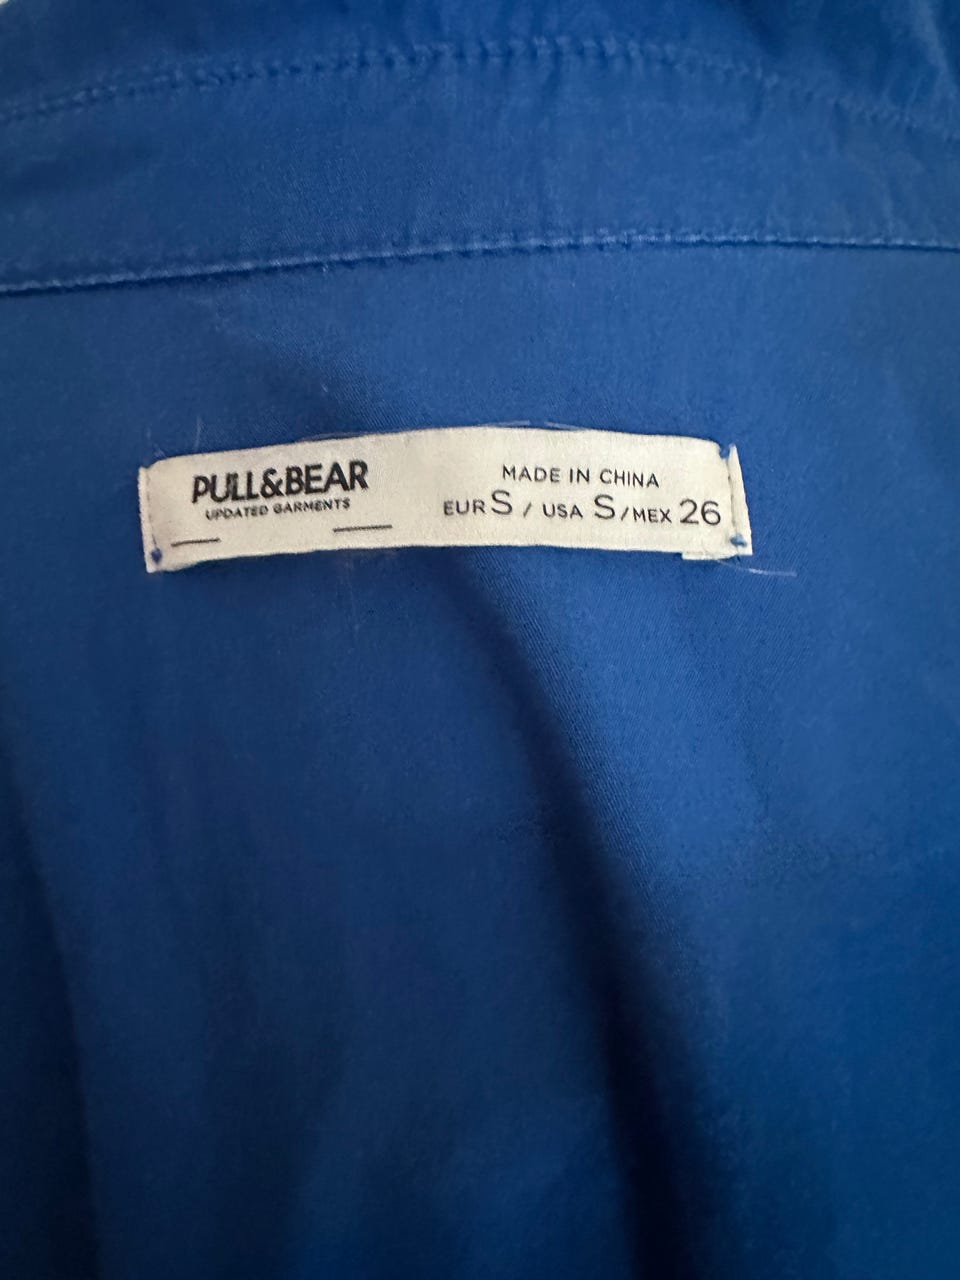 PULL&BEAR
UPDATED GARMENTS
MADE IN CHINA
EUR S / USA S/MEX 26